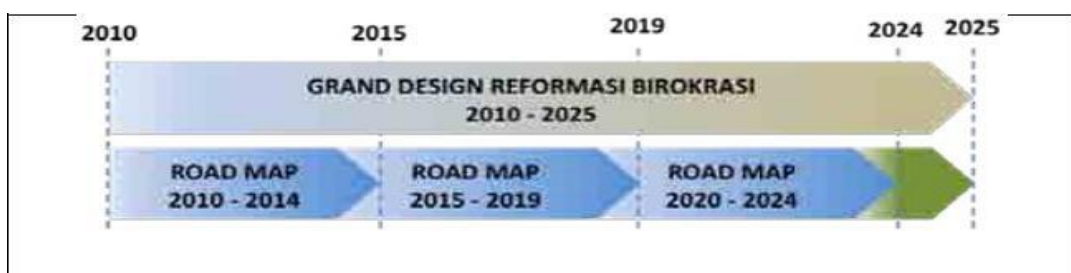 2010 2015 2019 2024 2025
GRAND DESIGN REFORMASI BIROKRASI
2010 - 2025
ROAD MAP
2010 - 2014
ROAD MAP
2015 - 2019
ROAD MAP
2020 - 2024